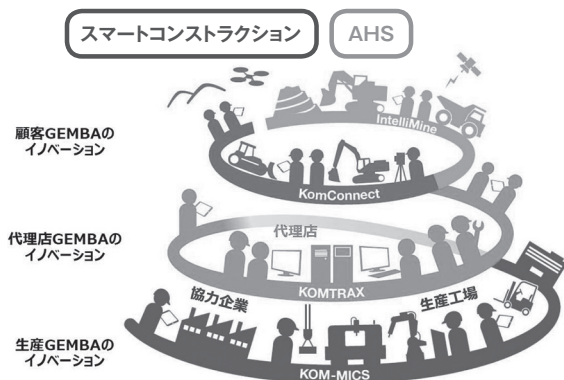 スマートコンストラクション
AHS
顧客GEMBAの
イノベーション
IntelliMine
KomConnect
代理店GEMBAの
イノベーション
代理店
KOMTRAX
協力企業
生産工場
生産GEMBAの
イノベーション
KOM-MICS